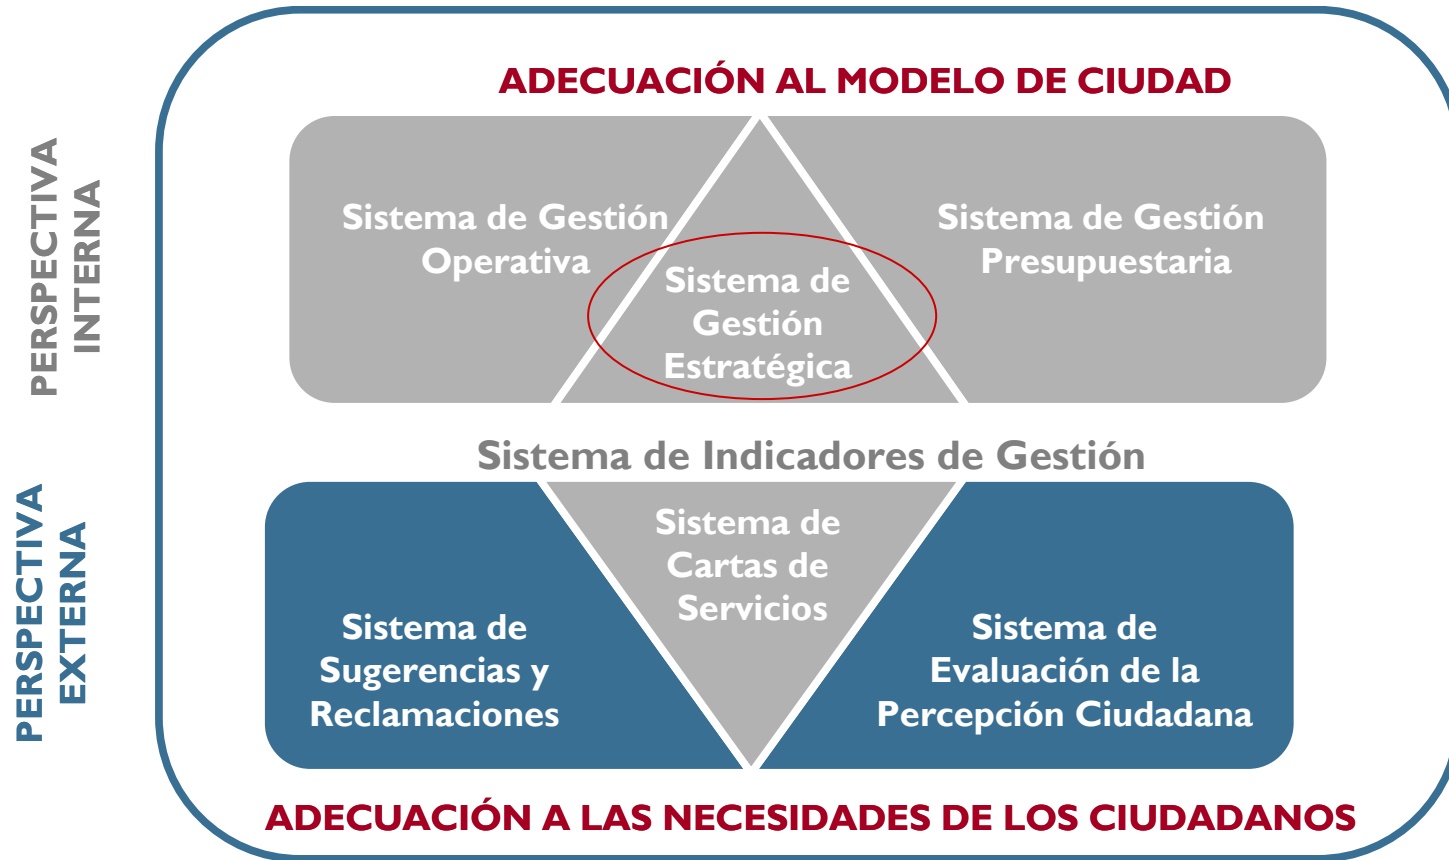 ADECUACIÓN AL MODELO DE CIUDAD
PERSPECTIVA
INTERNA
Sistema de Gestión
Operativa
Sistema de
Gestión
Estratégica
Sistema de Gestión
Presupuestaria
Sistema de Indicadores de Gestión
PERSPECTIVA
EXTERNA
Sistema de
Sugerencias y
Reclamaciones
Sistema de
Cartas de
Servicios
Sistema de
Evaluación de la
Percepción Ciudadana
ADECUACIÓN A LAS NECESIDADES DE LOS CIUDADANOS